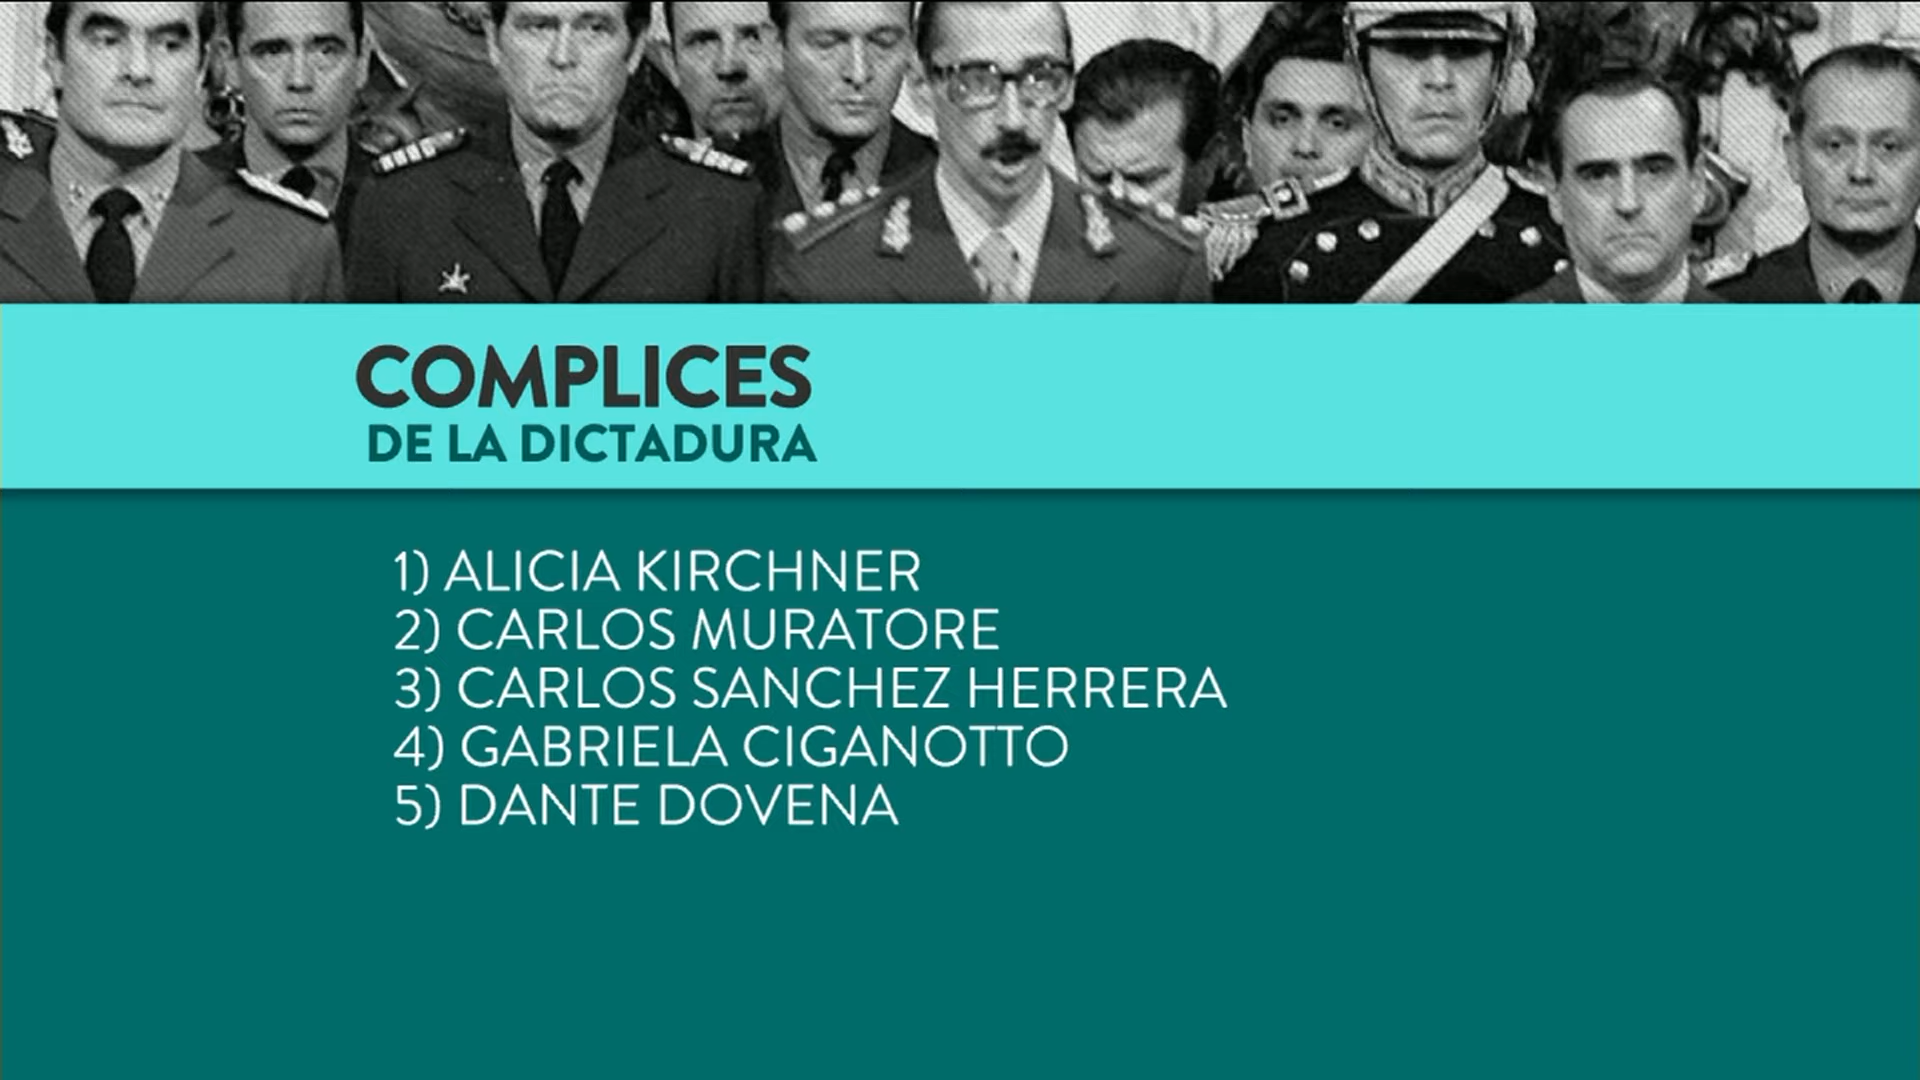 COMPLICES
DE LA DICTADURA
1) ALICIA KIRCHNER
2) CARLOS MURATORE
3) CARLOS SANCHEZ HERRERA
4) GABRIELA CIGANOTTO
5) DANTE DOVENA